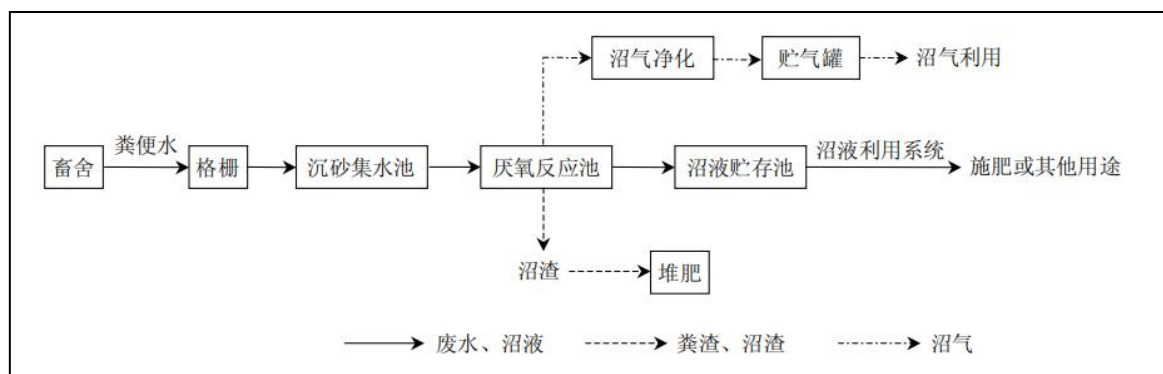 沼气净化
贮气罐
沼气利用
畜舍
粪便水
格栅
沉砂集水池
厌氧反应池
沼液贮存池
沼液利用系统
施肥或其他用途
沼渣
堆肥
废水、沼液
粪渣、沼渣
沼气